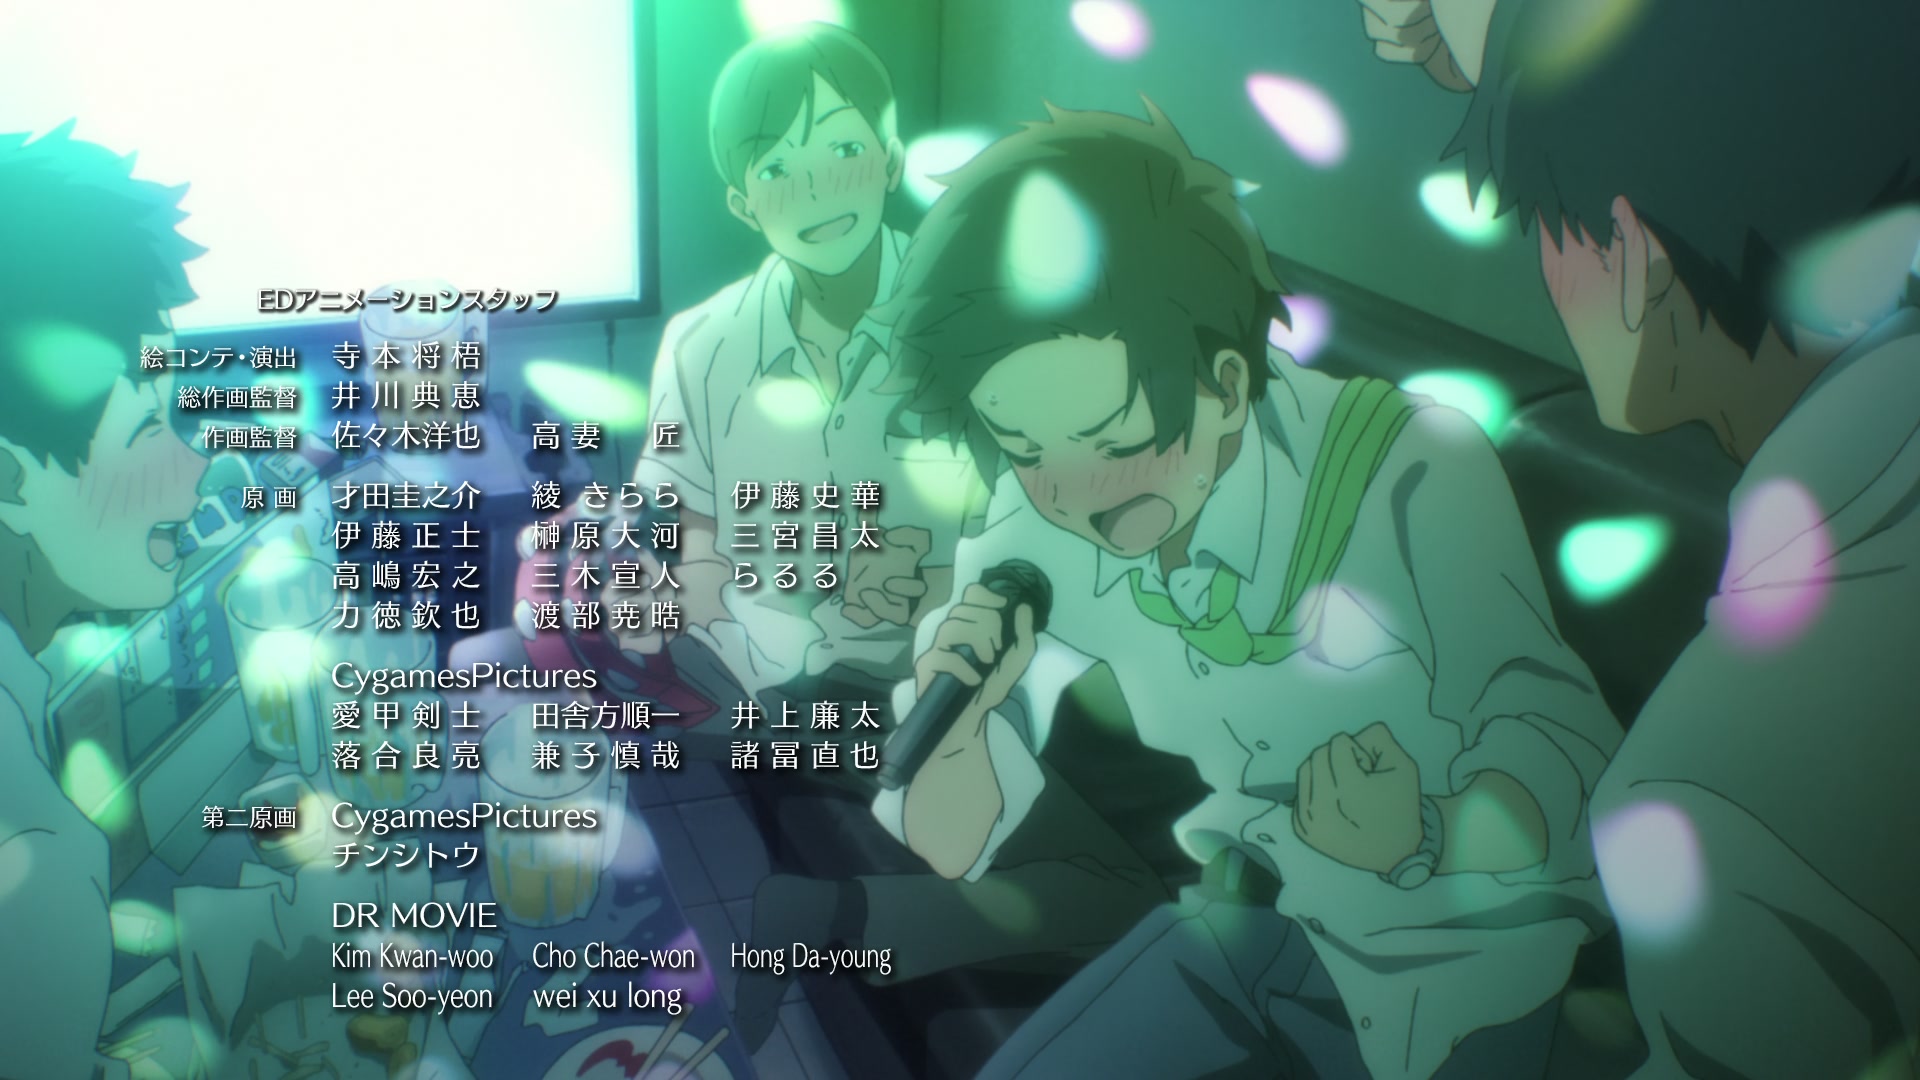 EDアニメーションスタッフ
絵コンテ・演出 寺本将梧
総作画監督 井川典恵
作画監督 佐々木洋也 高妻 匠
原画 才田圭之介 綾 さらら 伊藤史華
伊藤正士 榊原大河 三宮昌太
高嶋宏之 三木宣人 らるる
力徳欽也 渡部尭晧
CygamesPictures
愛甲剣士 田舎方順一 井上廉太
落合良亮 兼子慎哉 諸冨直也
第二原画 CygamesPictures
チンシトウ
DR MOVIE
Kim Kwan-woo Cho Chae-won Hong Da-young
Lee Soo-yeon wei xu long